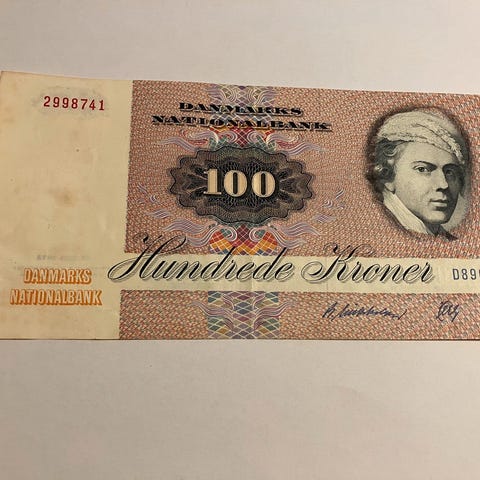 2998741
DANMARKS
NATIONALBANK
100
Hundrede Kroner
DANMARKS
NATIONALBANK